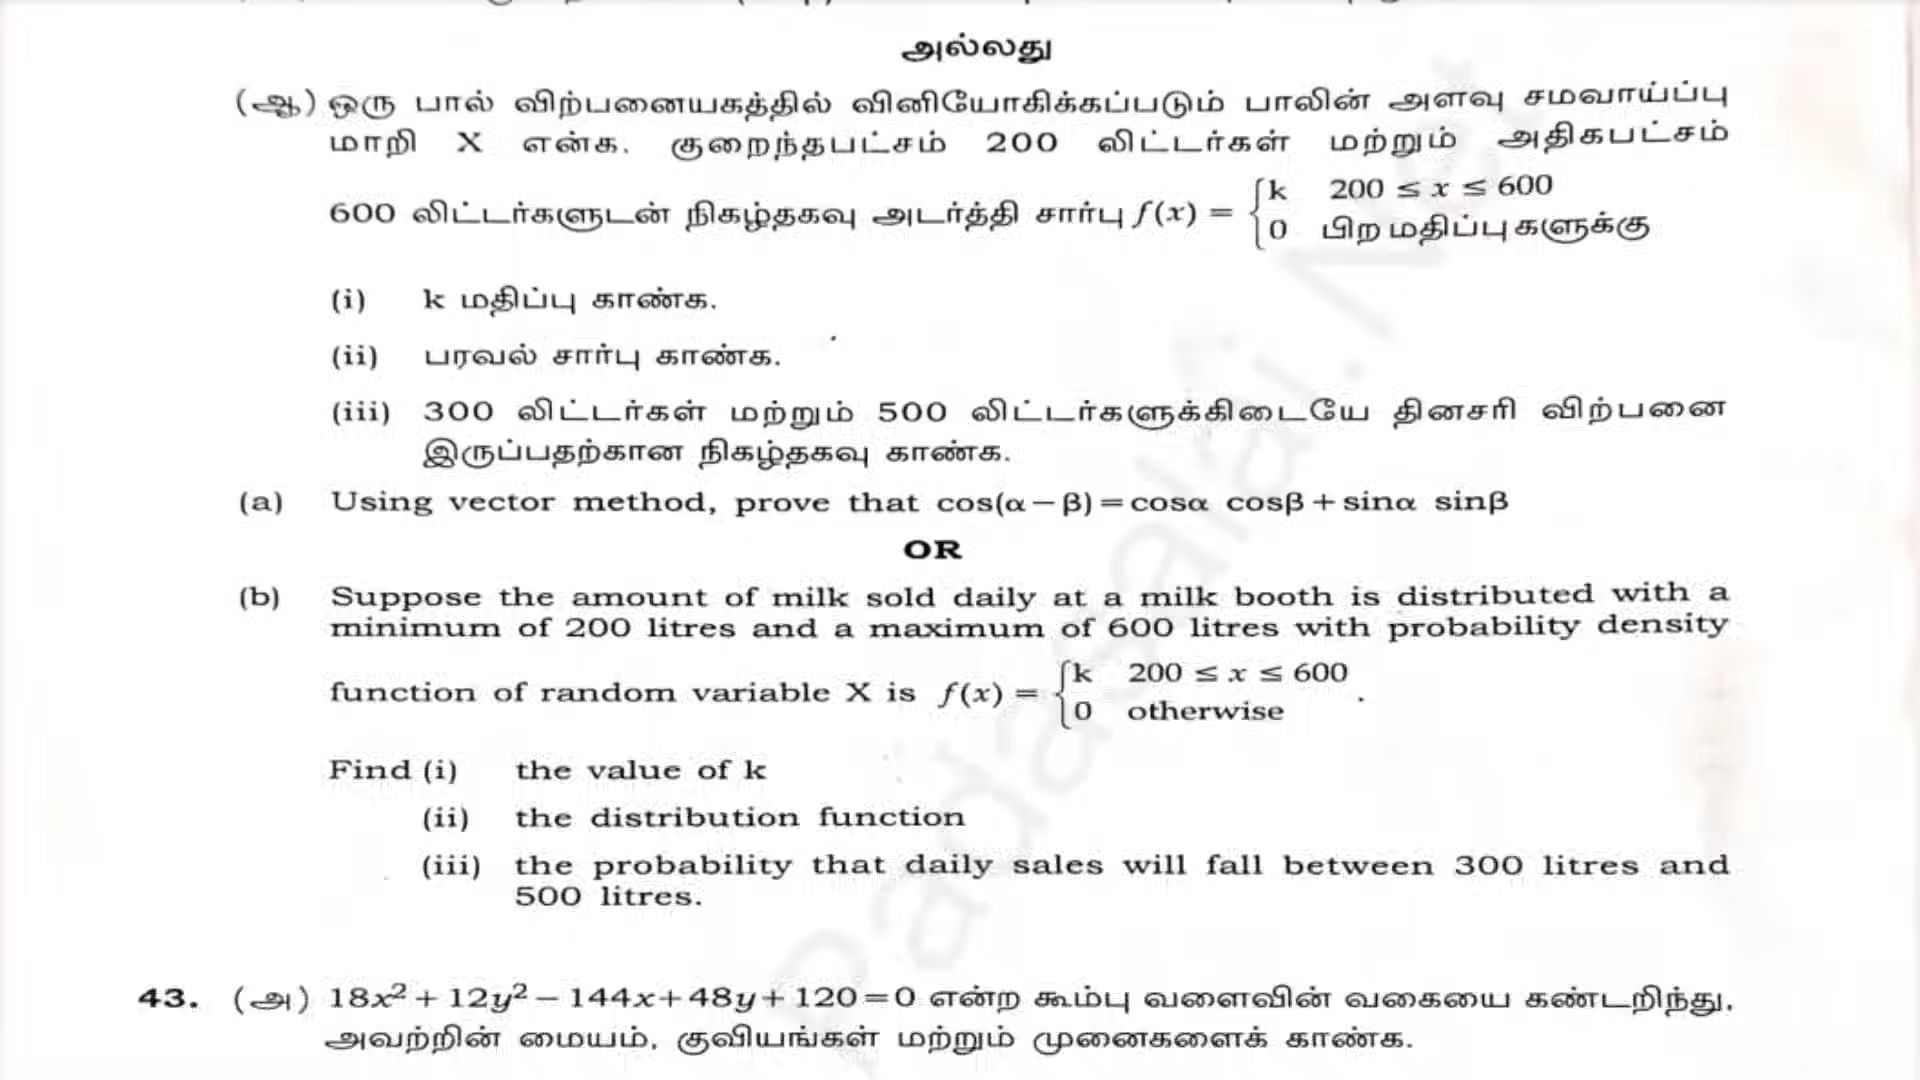 அல்லது
(ஆ) ஒரு பால் விற்பனையகத்தில் வினியோகிக்கப்படும் பாலின் அளவு சமவாய்ப்பு
மாறி X என்க. குறைந்தபட்சம் 200 லிட்டர்கள் மற்றும் அதிகபட்சம்
600 லிட்டர்களுடன் நிகழ்தகவு அடர்த்தி சார்பு f(x) = {k 200 ≤ x ≤ 600
0 பிற மதிப்புகளுக்கு
(i) k மதிப்பு காண்க.
(ii) பரவல் சார்பு காண்க.
(iii) 300 லிட்டர்கள் மற்றும் 500 லிட்டர்களுக்கிடையே தினசரி விற்பனை
இருப்பதற்கான நிகழ்தகவு காண்க.
(a) Using vector method, prove that cos(α − β) = cosα cosβ + sinα sinβ
OR
(b) Suppose the amount of milk sold daily at a milk booth is distributed with a
minimum of 200 litres and a maximum of 600 litres with probability density
function of random variable X is f(x) = {k 200 ≤ x ≤ 600
0 otherwise .
Find (i) the value of k
(ii) the distribution function
(iii) the probability that daily sales will fall between 300 litres and
500 litres.
43. (அ) 18x² + 12y² − 144x + 48y + 120 = 0 என்ற கூம்பு வளைவின் வகையை கண்டறிந்து,
அவற்றின் மையம், குவியங்கள் மற்றும் முனைகளைக் காண்க.
Padasalai.Net